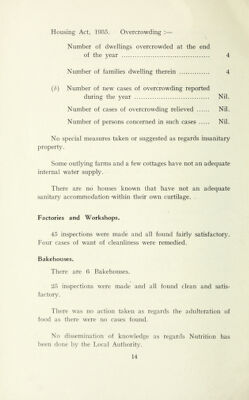 Housing Act, 1935. Overcrowding :—
Number of dwellings overcrowded at the end
of the year ........................................ 4
Number of families dwelling therein .............. 4
(b) Number of new cases of overcrowding reported
during the year .................................. Nil.
Number of cases of overcrowding relieved ...... Nil.
Number of persons concerned in such cases ..... Nil.
No special measures taken or suggested as regards insanitary
property.
Some outlying farms and a few cottages have not an adequate
internal water supply.
There are no houses known that have not an adequate
sanitary accommodation within their own curtilage.
Factories and Workshops.
45 inspections were made and all found fairly satisfactory.
Four cases of want of cleanliness were remedied.
Bakehouses.
There are 6 Bakehouses.
25 inspections were made and all found clean and satis-
factory.
There was no action taken as regards the adulteration of
food as there were no cases found.
No dissemination of knowledge as regards Nutrition has
been done by the Local Authority.
14